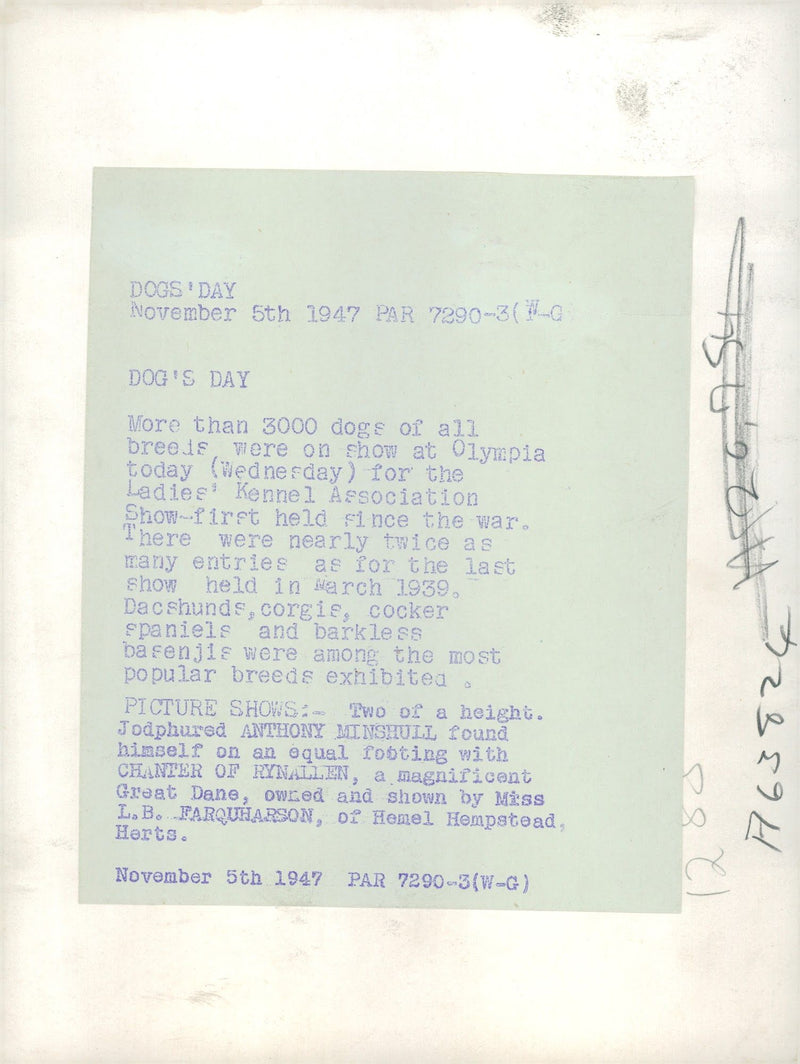 DOGS'DAY
November 5th 1947 PAR 7290-3(W-G
DOG'S DAY
More than 3000 dogs of all
breeds were on show at Olympia
today (Wednesday) for the
Ladies' Kennel Association
Show-first held since the war.
There were nearly twice as
many entries as for the last
show held in March 1939.
Dacshunds,corgis, cocker
spaniels and barkless
basenjis were among the most
popular breeds exhibited .
PICTURE SHOWS:- Two of a height.
Jodphured ANTHONY MINSHULL found
himself on an equal footing with
CHANTER OF RYNALLEN, a magnificent
Great Dane, owned and shown by Miss
L.B. FARQUHARSON, of Hemel Hempstead,
Herts.
November 5th 1947 PAR 7290-3(W-G)
A63824